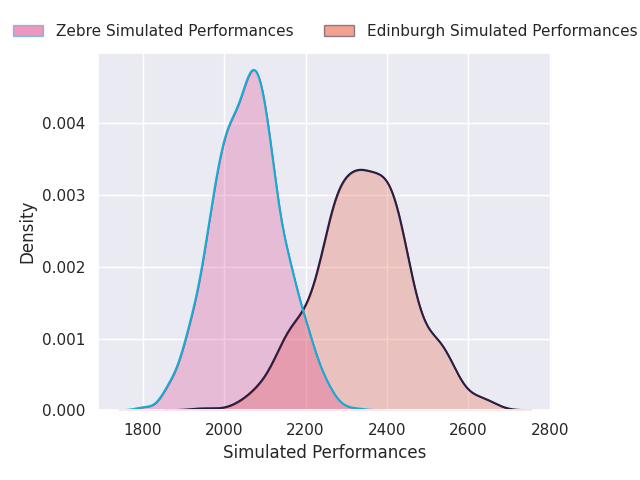 Zebre Simulated Performances Edinburgh Simulated Performances
0.004
0.003
0.002
0.001
0.000
Density
1800 2000 2200 2400 2600 2800
Simulated Performances